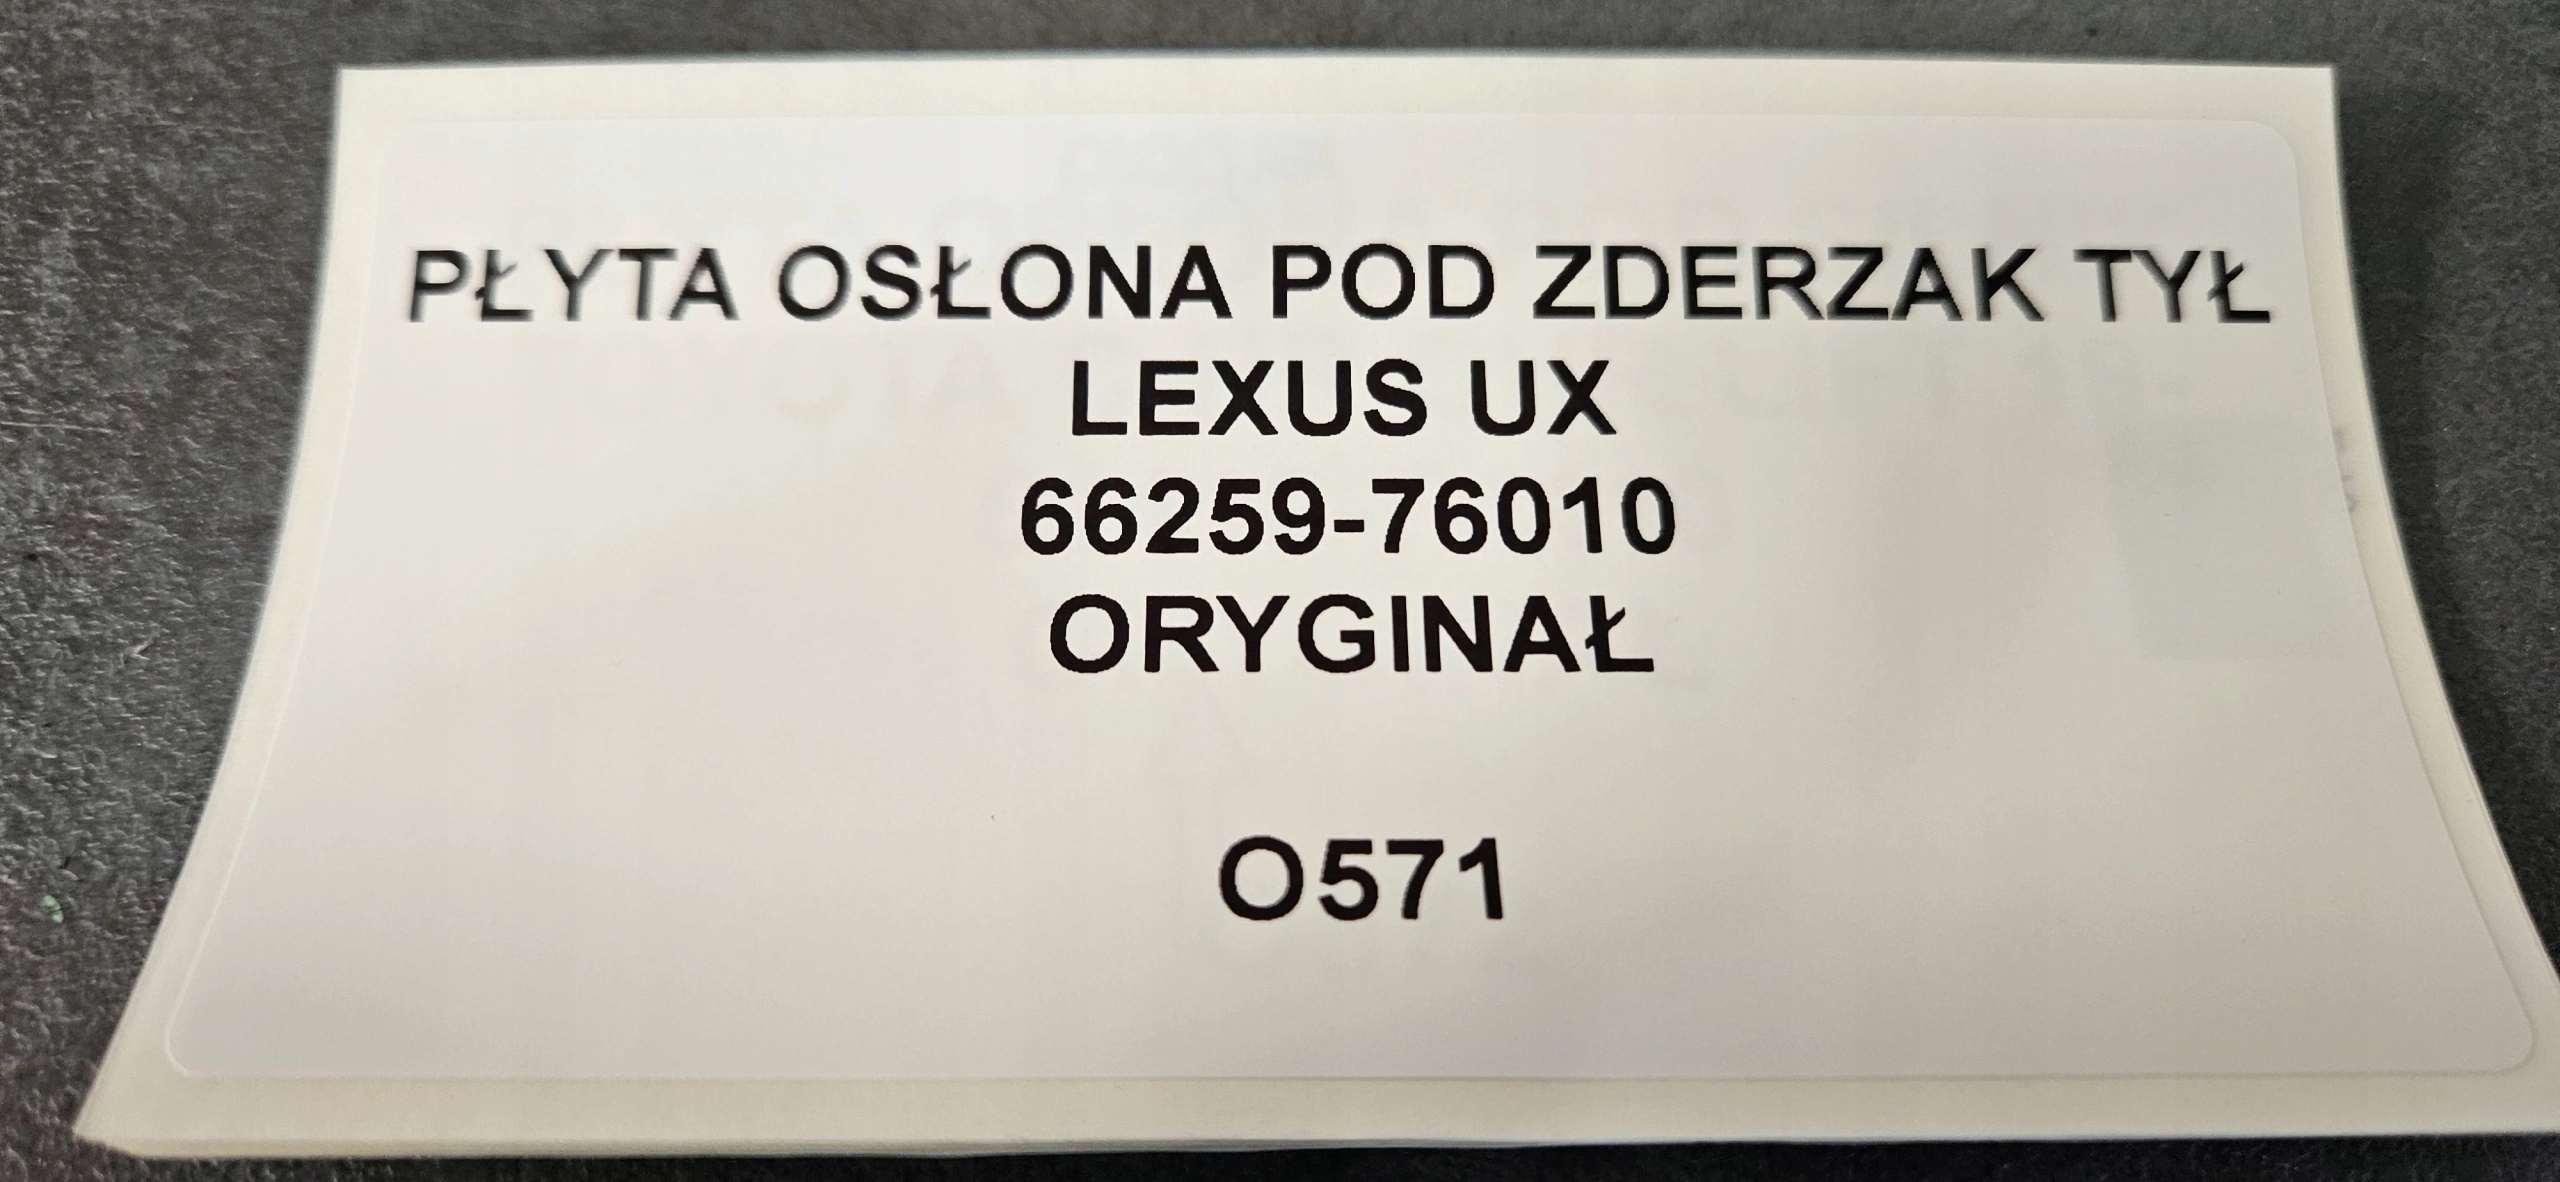 PŁYTA OSŁONA POD ZDERZAK TYŁ
LEXUS UX
66259-76010
ORYGINAŁ
O571